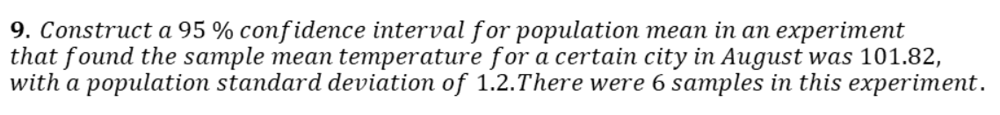 9. Construct a 95 % confidence interval for population mean in an experiment
that found the sample mean temperature for a certain city in August was 101.82,
with a population standard deviation of 1.2.There were 6 samples in this experiment.